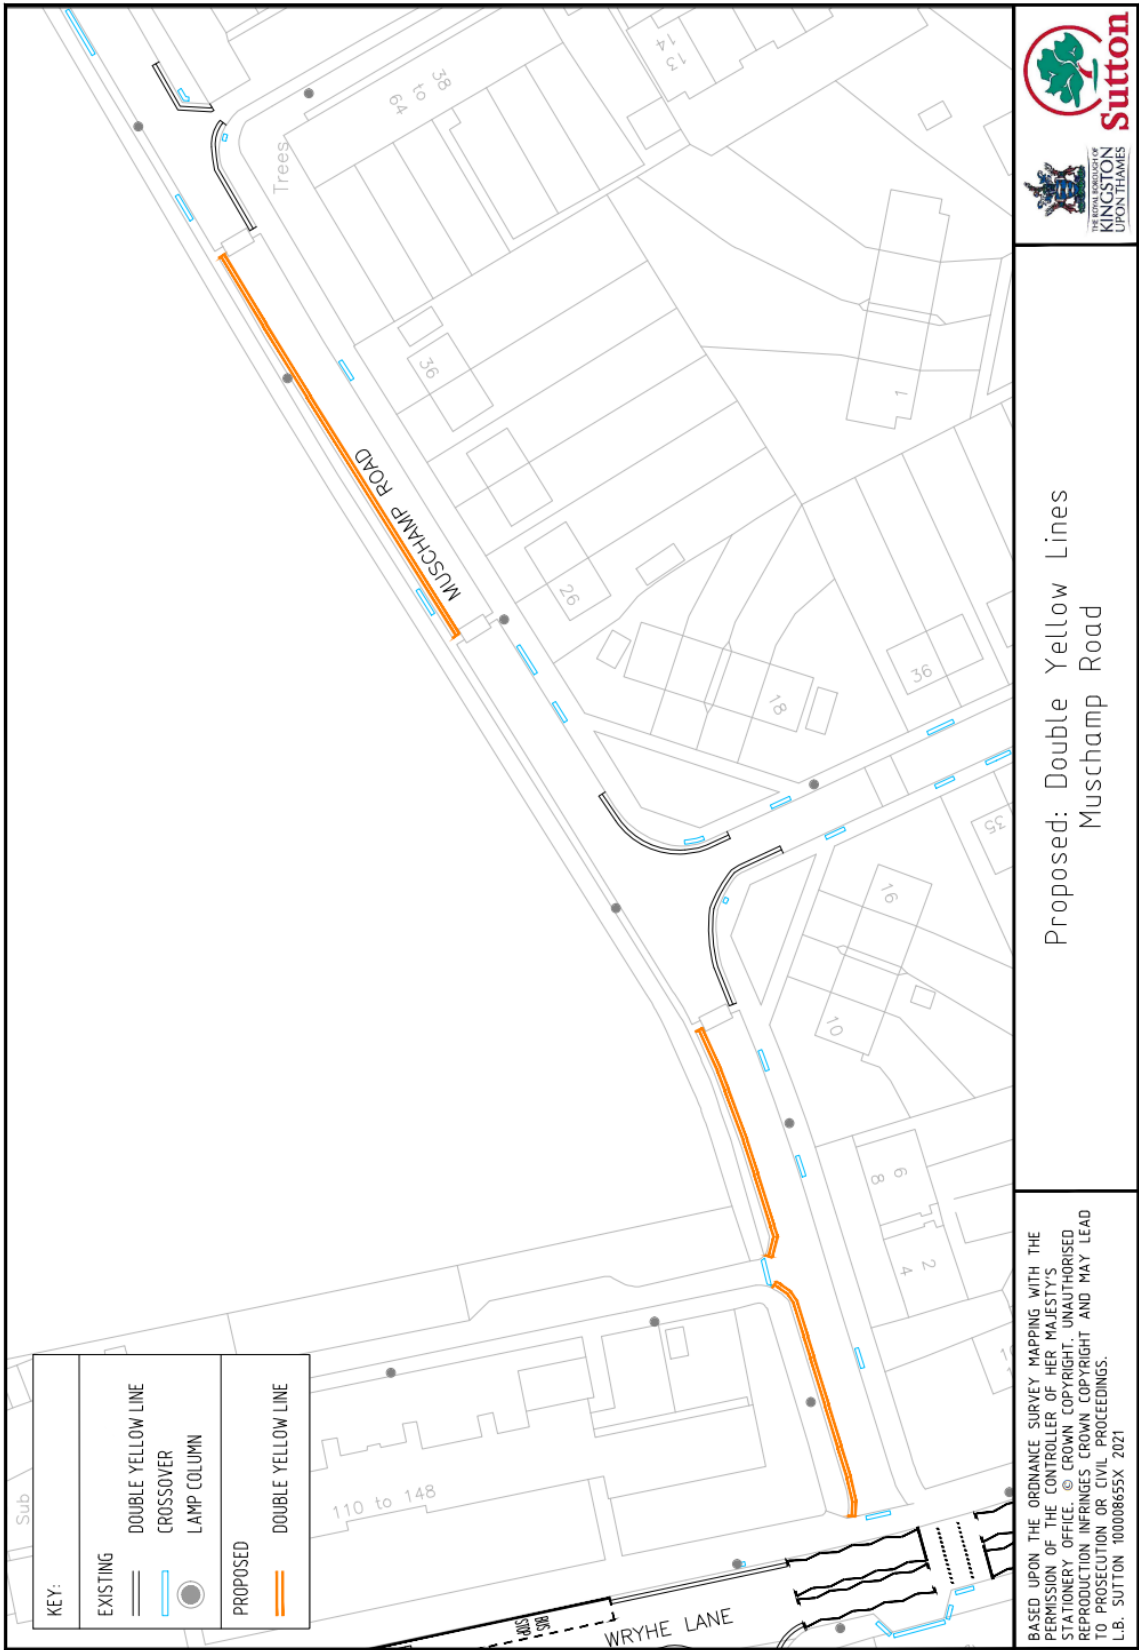 KEY:
EXISTING
DOUBLE YELLOW LINE
CROSSOVER
LAMP COLUMN
PROPOSED
DOUBLE YELLOW LINE
Sub
110 to 148
BUS
STOP
WRYHE LANE
MUSCHAMP ROAD
Trees
64 to 38
14
13
36
26
18
1
36
35
16
10
8
6
4
2
Proposed: Double Yellow Lines
Muschamp Road
THE ROYAL BOROUGH OF
KINGSTON
UPON THAMES
Sutton
BASED UPON THE ORDNANCE SURVEY MAPPING WITH THE
PERMISSION OF THE CONTROLLER OF HER MAJESTY'S
STATIONERY OFFICE. © CROWN COPYRIGHT. UNAUTHORISED
REPRODUCTION INFRINGES CROWN COPYRIGHT AND MAY LEAD
TO PROSECUTION OR CIVIL PROCEEDINGS.
L.B. SUTTON 100008655X 2021